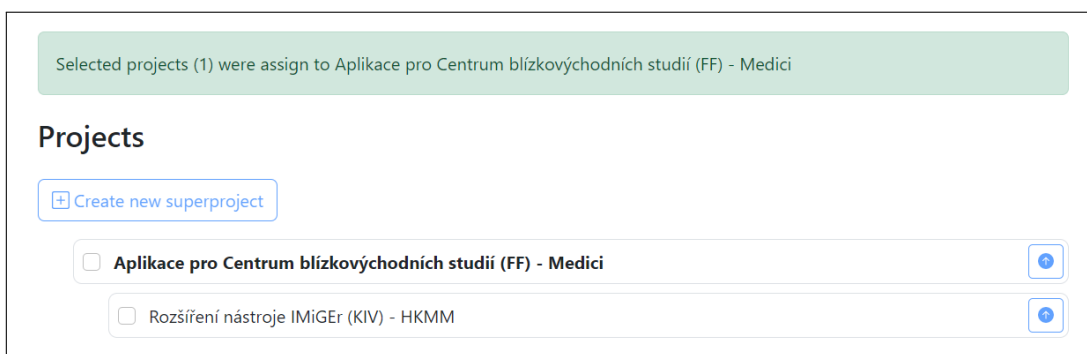 Selected projects (1) were assign to Aplikace pro Centrum blízkovýchodních studií (FF) - Medici
Projects
Create new superproject
Aplikace pro Centrum blízkovýchodních studií (FF) - Medici
Rozšíření nástroje IMiGEr (KIV) - HKMM